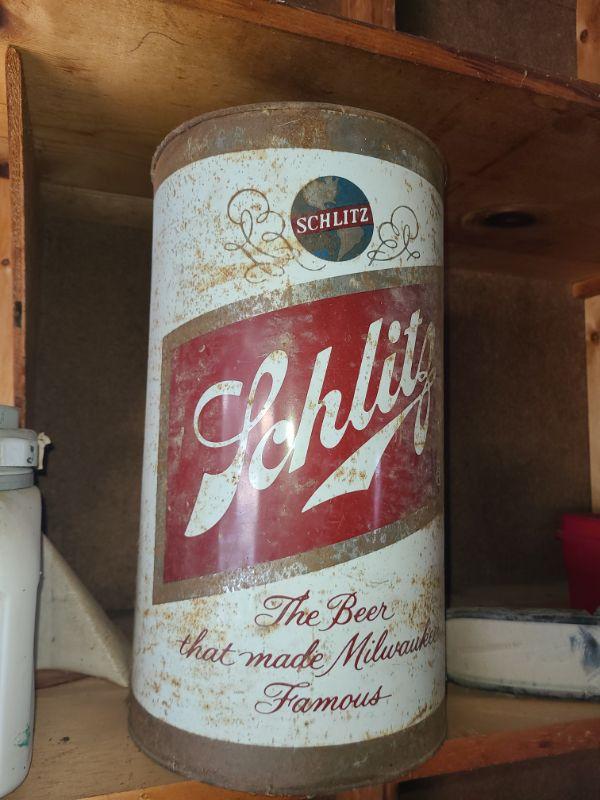 SCHLITZ
Schlitz
The Beer
that made Milwaukee
Famous